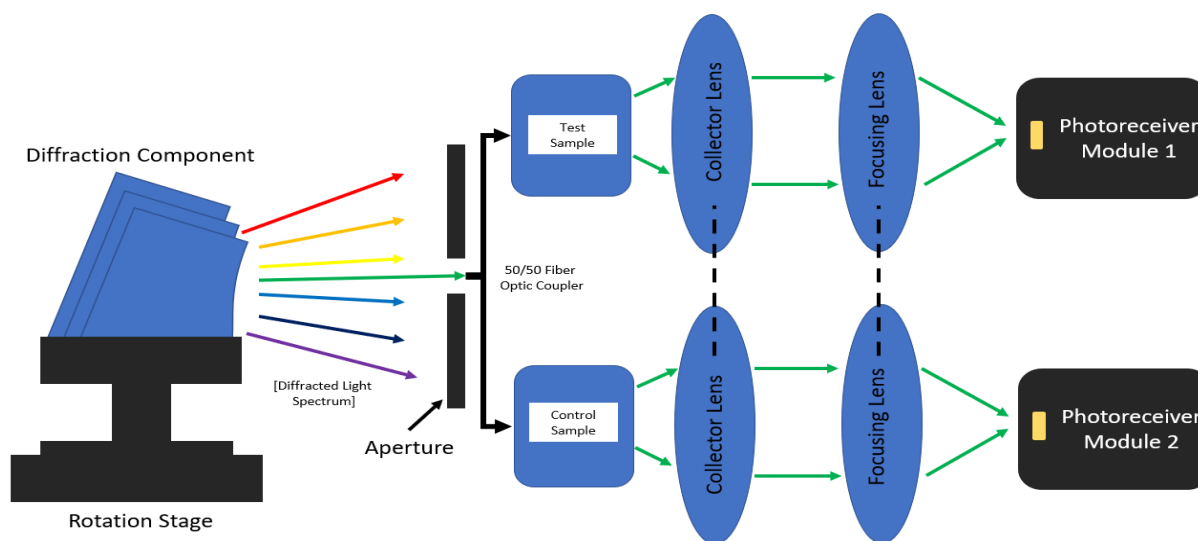 Diffraction Component
[Diffracted Light
Spectrum]
Aperture
Rotation Stage
50/50 Fiber
Optic Coupler
Test
Sample
Collector Lens
Focusing Lens
Photoreceiver
Module 1
Control
Sample
Collector Lens
Focusing Lens
Photoreceiver
Module 2